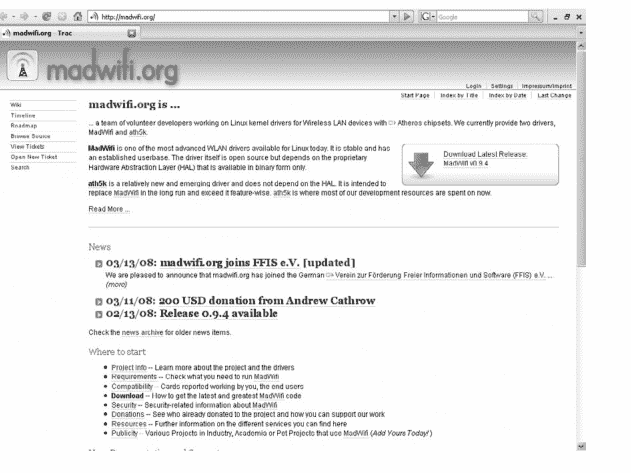 http://madwifi.org/
Google
madwifi.org - Trac
madwifi.org
Login | Settings | Impressum/Imprint
Start Page | Index by Title | Index by Date | Last Change
Wiki
Timeline
Roadmap
Browse Source
View Tickets
Open New Ticket
Search
madwifi.org is ...
... a team of volunteer developers working on Linux kernel drivers for Wireless LAN devices with Atheros chipsets. We currently provide two drivers,
MadWifi and ath5k.
MadWifi is one of the most advanced WLAN drivers available for Linux today. It is stable and has
an established userbase. The driver itself is open source but depends on the proprietary
Hardware Abstraction Layer (HAL) that is available in binary form only.
Download Latest Release:
MadWifi v0.9.4
ath5k is a relatively new and emerging driver and does not depend on the HAL. It is intended to
replace MadWifi in the long run and exceed it feature-wise. ath5k is where most of our development resources are spent on now.
Read More ...
News
03/13/08: madwifi.org joins FFIS e.V. [updated]
We are pleased to announce that madwifi.org has joined the German Verein zur Förderung Freier Informationen und Software (FFIS) e.V. ...
(more)
03/11/08: 200 USD donation from Andrew Cathrow
02/13/08: Release 0.9.4 available
Check the news archive for older news items.
Where to start
Project Info -- Learn more about the project and the drivers
Requirements -- Check what you need to run MadWifi
Compatibility -- Cards reported working by you, the end users
Download -- How to get the latest and greatest MadWifi code
Security -- Security-related information about MadWifi
Donations -- See who already donated to the project and how you can support our work
Resources -- Further information on the different services you can find here
Publicity -- Various Projects in Industry, Academia or Pet Projects that use MadWifi (Add Yours Today!)